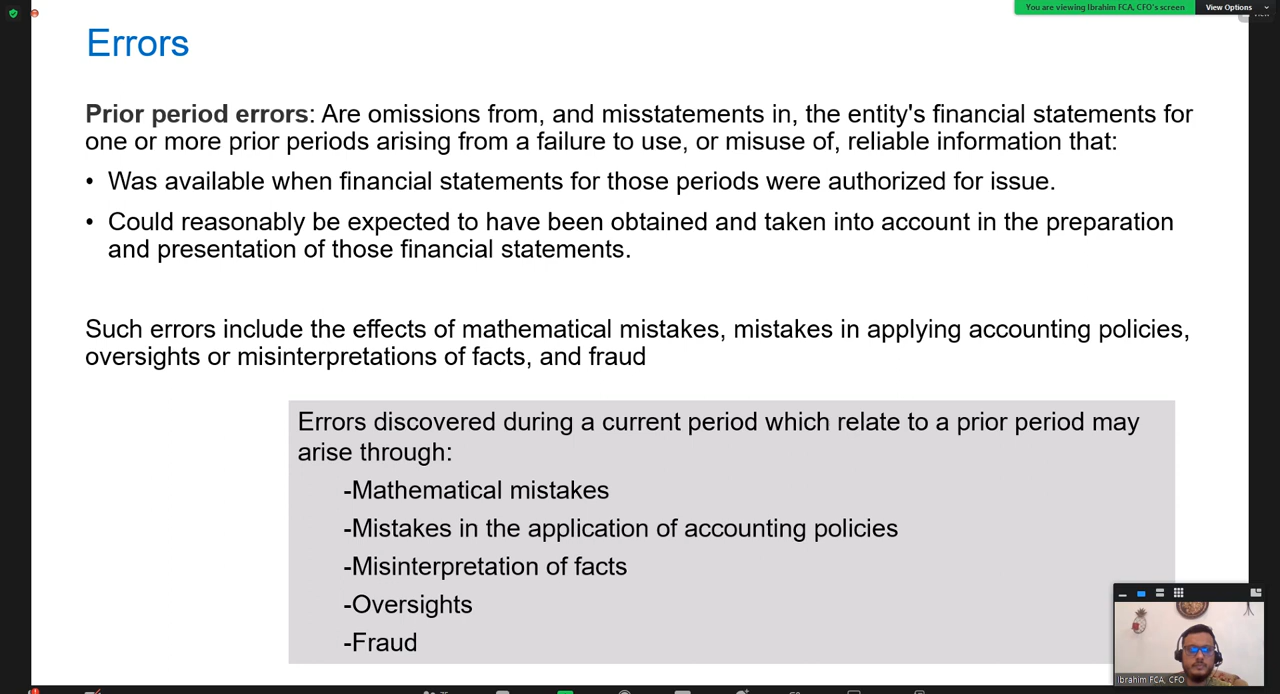 You are viewing Ibrahim FCA, CFO's screen
View Options
Errors
Prior period errors: Are omissions from, and misstatements in, the entity's financial statements for
one or more prior periods arising from a failure to use, or misuse of, reliable information that:
• Was available when financial statements for those periods were authorized for issue.
• Could reasonably be expected to have been obtained and taken into account in the preparation
and presentation of those financial statements.
Such errors include the effects of mathematical mistakes, mistakes in applying accounting policies,
oversights or misinterpretations of facts, and fraud
Errors discovered during a current period which relate to a prior period may
arise through:
-Mathematical mistakes
-Mistakes in the application of accounting policies
-Misinterpretation of facts
-Oversights
-Fraud
Ibrahim FCA, CFO